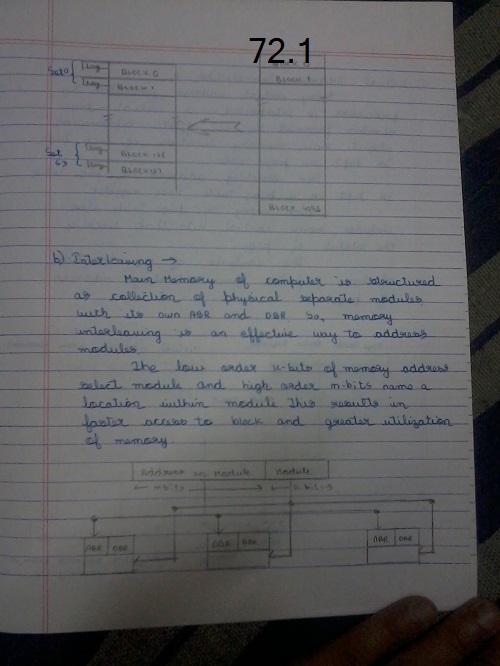 72.1
Set 0
Tag
BLOCK 0
Tag
BLOCK 1
BLOCK 1
Set
63
Tag
BLOCK 126
Tag
BLOCK 127
BLOCK 4095
b) Interleaving →
Main Memory of computer is structured
as collection of physical seperate modules
with its own ABR and DBR So, memory
interleaving is an effective way to address
modules.
The low order K-bits of memory address
select module and high order m-bits name a
location within module This results in
faster access to block and greater utilization
of memory.
Address in Module Module
← m bits → ← k bits →
ABR DBR ABR DBR ABR DBR